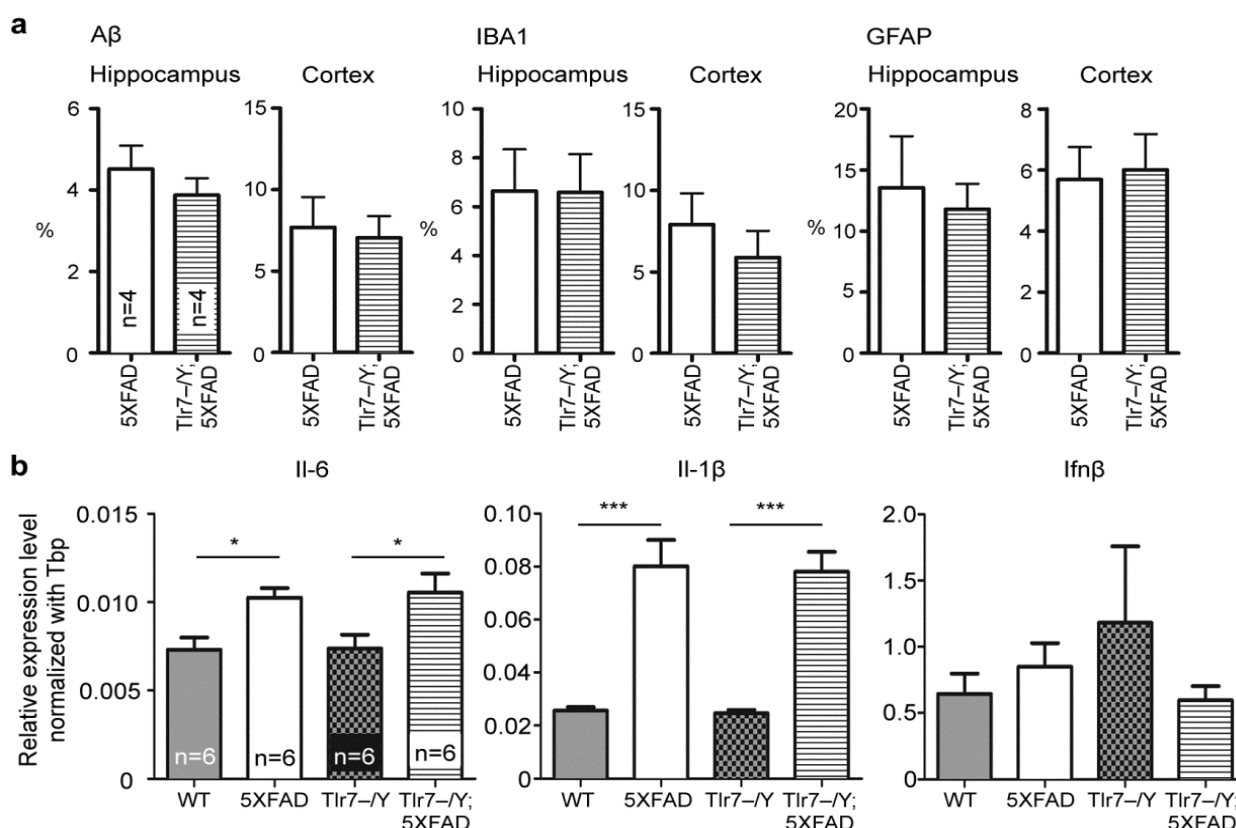 a
Aβ
IBA1
GFAP
Hippocampus
Cortex
Hippocampus
Cortex
Hippocampus
Cortex
6
4
2
0
%
n=4
n=4
5XFAD
Tlr7–/Y;
5XFAD
15
10
5
0
5XFAD
Tlr7–/Y;
5XFAD
10
8
6
4
2
0
%
5XFAD
Tlr7–/Y;
5XFAD
15
10
5
0
5XFAD
Tlr7–/Y;
5XFAD
20
15
10
5
0
%
5XFAD
Tlr7–/Y;
5XFAD
8
6
4
2
0
5XFAD
Tlr7–/Y;
5XFAD
b
Il-6
Relative expression level
normalized with Tbp
0.015
0.010
0.005
0
*
*
n=6
n=6
n=6
n=6
WT
5XFAD
Tlr7–/Y
Tlr7–/Y;
5XFAD
Il-1β
0.10
0.08
0.06
0.04
0.02
0
***
***
WT
5XFAD
Tlr7–/Y
Tlr7–/Y;
5XFAD
Ifnβ
2.0
1.5
1.0
0.5
0
WT
5XFAD
Tlr7–/Y
Tlr7–/Y;
5XFAD